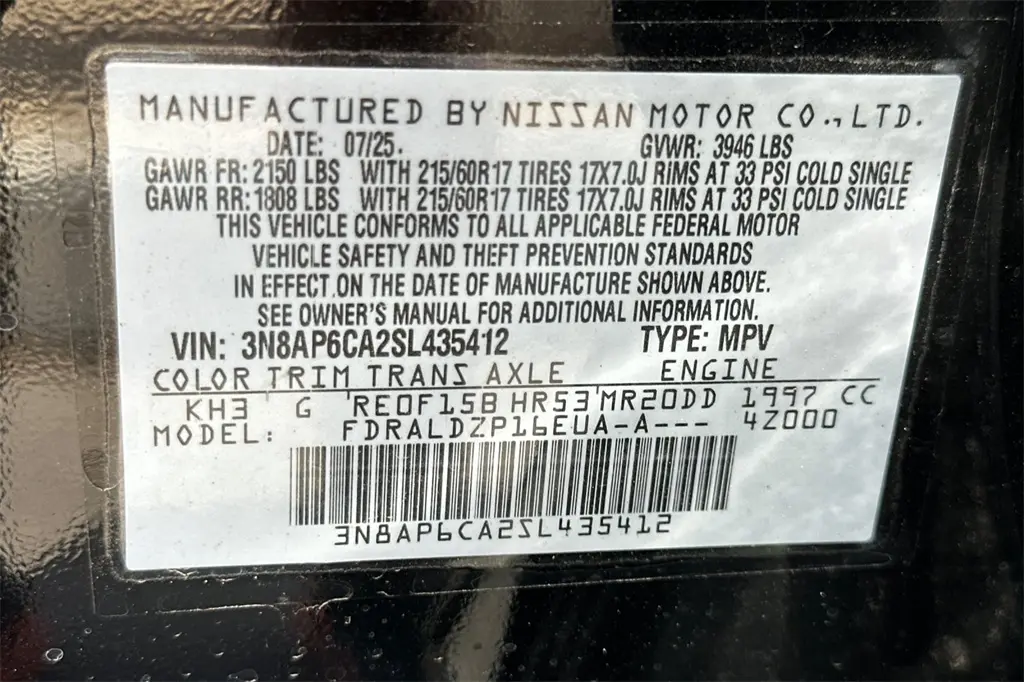 MANUFACTURED BY NISSAN MOTOR CO.,LTD.
DATE: 07/25. GVWR: 3946 LBS
GAWR FR: 2150 LBS WITH 215/60R17 TIRES 17X7.0J RIMS AT 33 PSI COLD SINGLE
GAWR RR: 1808 LBS WITH 215/60R17 TIRES 17X7.0J RIMS AT 33 PSI COLD SINGLE
THIS VEHICLE CONFORMS TO ALL APPLICABLE FEDERAL MOTOR
VEHICLE SAFETY AND THEFT PREVENTION STANDARDS
IN EFFECT ON THE DATE OF MANUFACTURE SHOWN ABOVE.
SEE OWNER'S MANUAL FOR ADDITIONAL INFORMATION.
VIN: 3N8AP6CA2SL435412 TYPE: MPV
COLOR TRIM TRANS AXLE ENGINE
KH3 G RE0F15B HR53 MR20DD 1997 CC
MODEL: FDRALDZP16EUA-A--- 4Z000
3N8AP6CA2SL435412